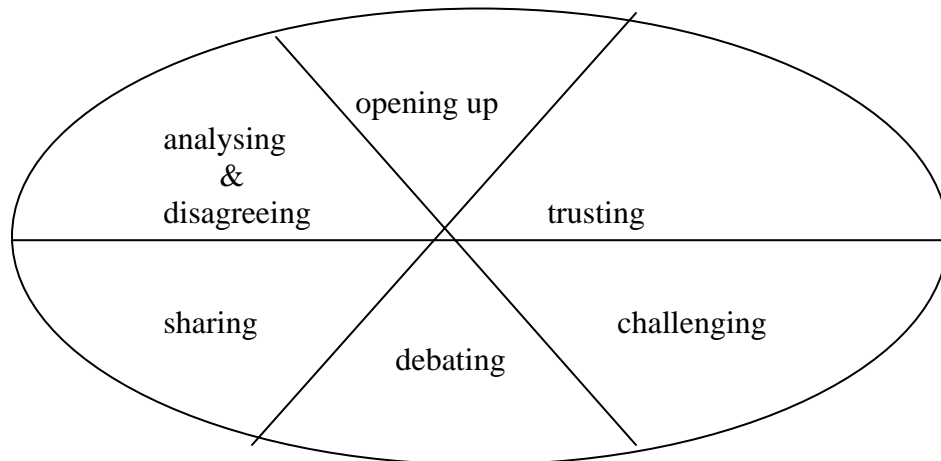 opening up
analysing
&
disagreeing
trusting
sharing
challenging
debating